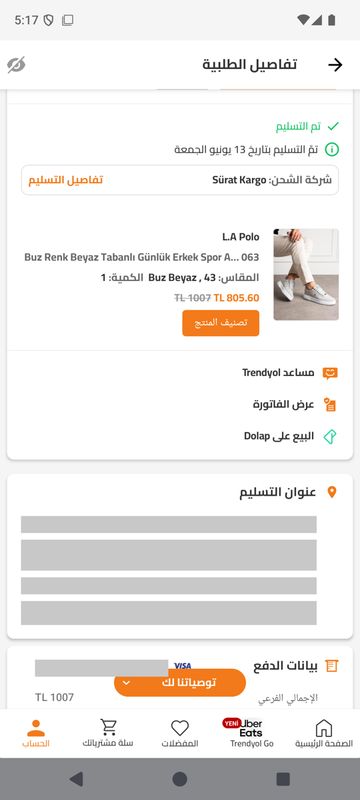 5:17
تفاصيل الطلبية
تم التسليم
تمّ التسليم بتاريخ 13 يونيو الجمعة
شركة الشحن: Sürat Kargo
تفاصيل التسليم
L.A Polo
Buz Renk Beyaz Tabanlı Günlük Erkek Spor A... 063
المقاس: Buz Beyaz , 43 الكمية: 1
TL 1007 TL 805.60
تصنيف المنتج
مساعد Trendyol
عرض الفاتورة
البيع على Dolap
عنوان التسليم
بيانات الدفع
VISA
توصياتنا لك
الإجمالي الفرعي
TL 1007
الصفحة الرئيسية
YENİ Uber Eats
Trendyol Go
المفضلات
سلة مشترياتك
الحساب